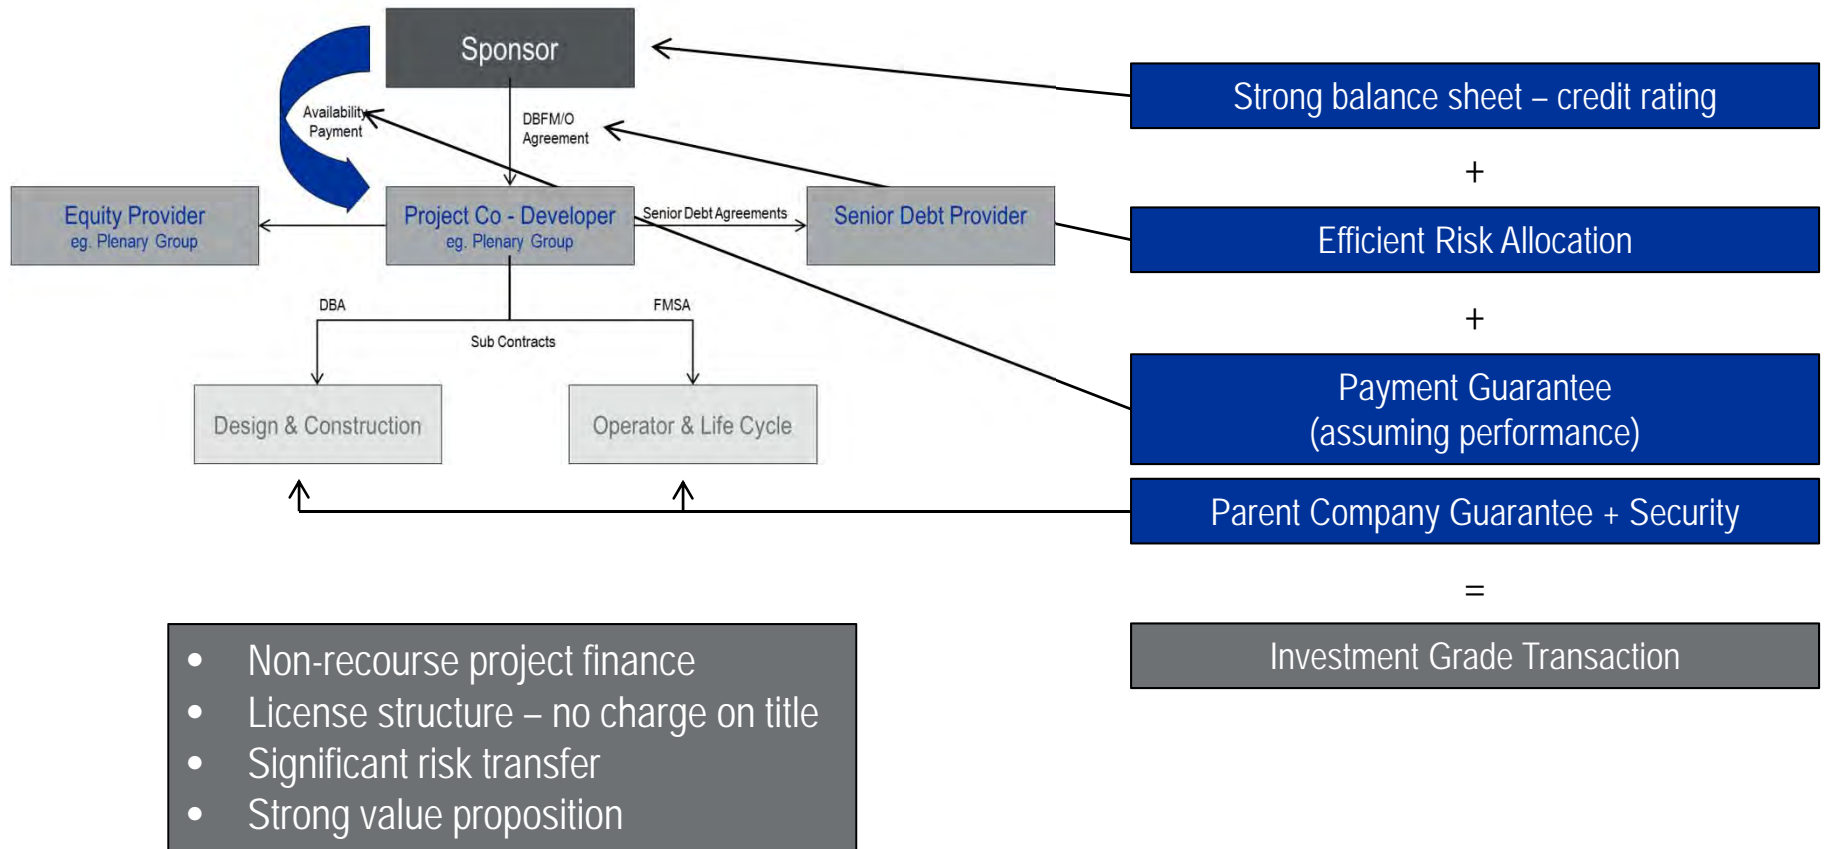 Sponsor
Availability
Payment
DBFM/O
Agreement
Equity Provider
eg. Plenary Group
Project Co - Developer
eg. Plenary Group
Senior Debt Agreements
Senior Debt Provider
DBA
FMSA
Sub Contracts
Design & Construction
Operator & Life Cycle
Strong balance sheet – credit rating
+
Efficient Risk Allocation
+
Payment Guarantee
(assuming performance)
Parent Company Guarantee + Security
=
Investment Grade Transaction
• Non-recourse project finance
• License structure – no charge on title
• Significant risk transfer
• Strong value proposition